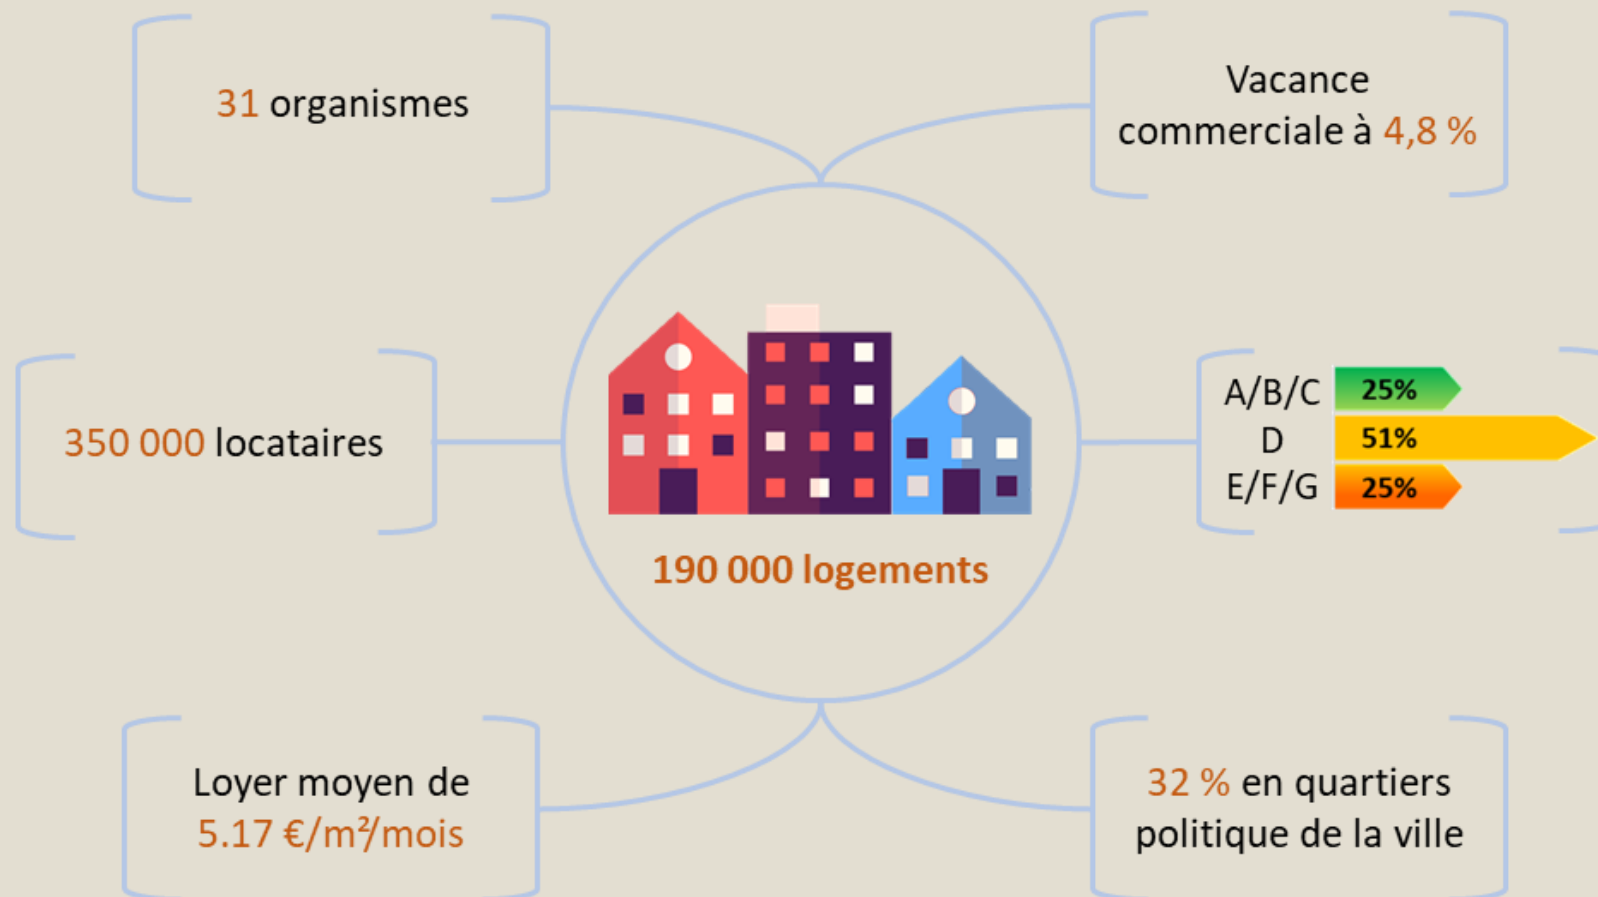 31 organismes
Vacance
commerciale à 4,8 %
350 000 locataires
190 000 logements
A/B/C 25%
D 51%
E/F/G 25%
Loyer moyen de
5.17 €/m²/mois
32 % en quartiers
politique de la ville